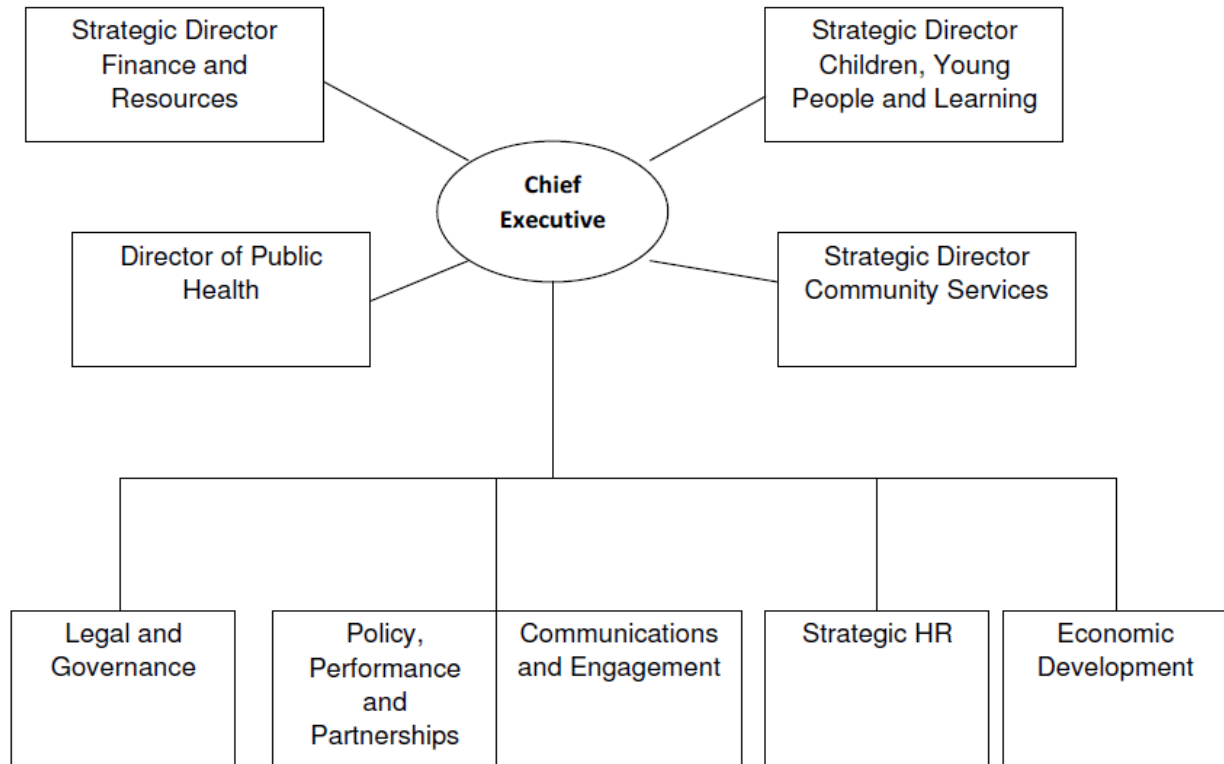 Strategic Director
Finance and
Resources
Strategic Director
Children, Young
People and Learning
Chief
Executive
Director of Public
Health
Strategic Director
Community Services
Legal and
Governance
Policy,
Performance
and
Partnerships
Communications
and Engagement
Strategic HR
Economic
Development